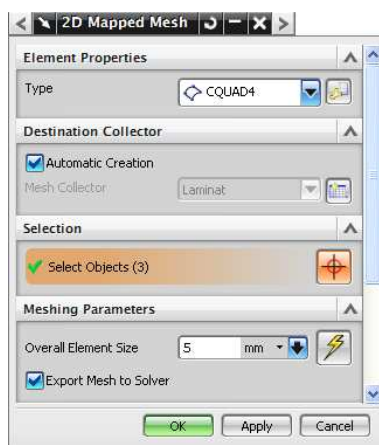 2D Mapped Mesh
Element Properties
Type
CQUAD4
Destination Collector
Automatic Creation
Mesh Collector
Laminat
Selection
Select Objects (3)
Meshing Parameters
Overall Element Size
5
mm
Export Mesh to Solver
OK
Apply
Cancel